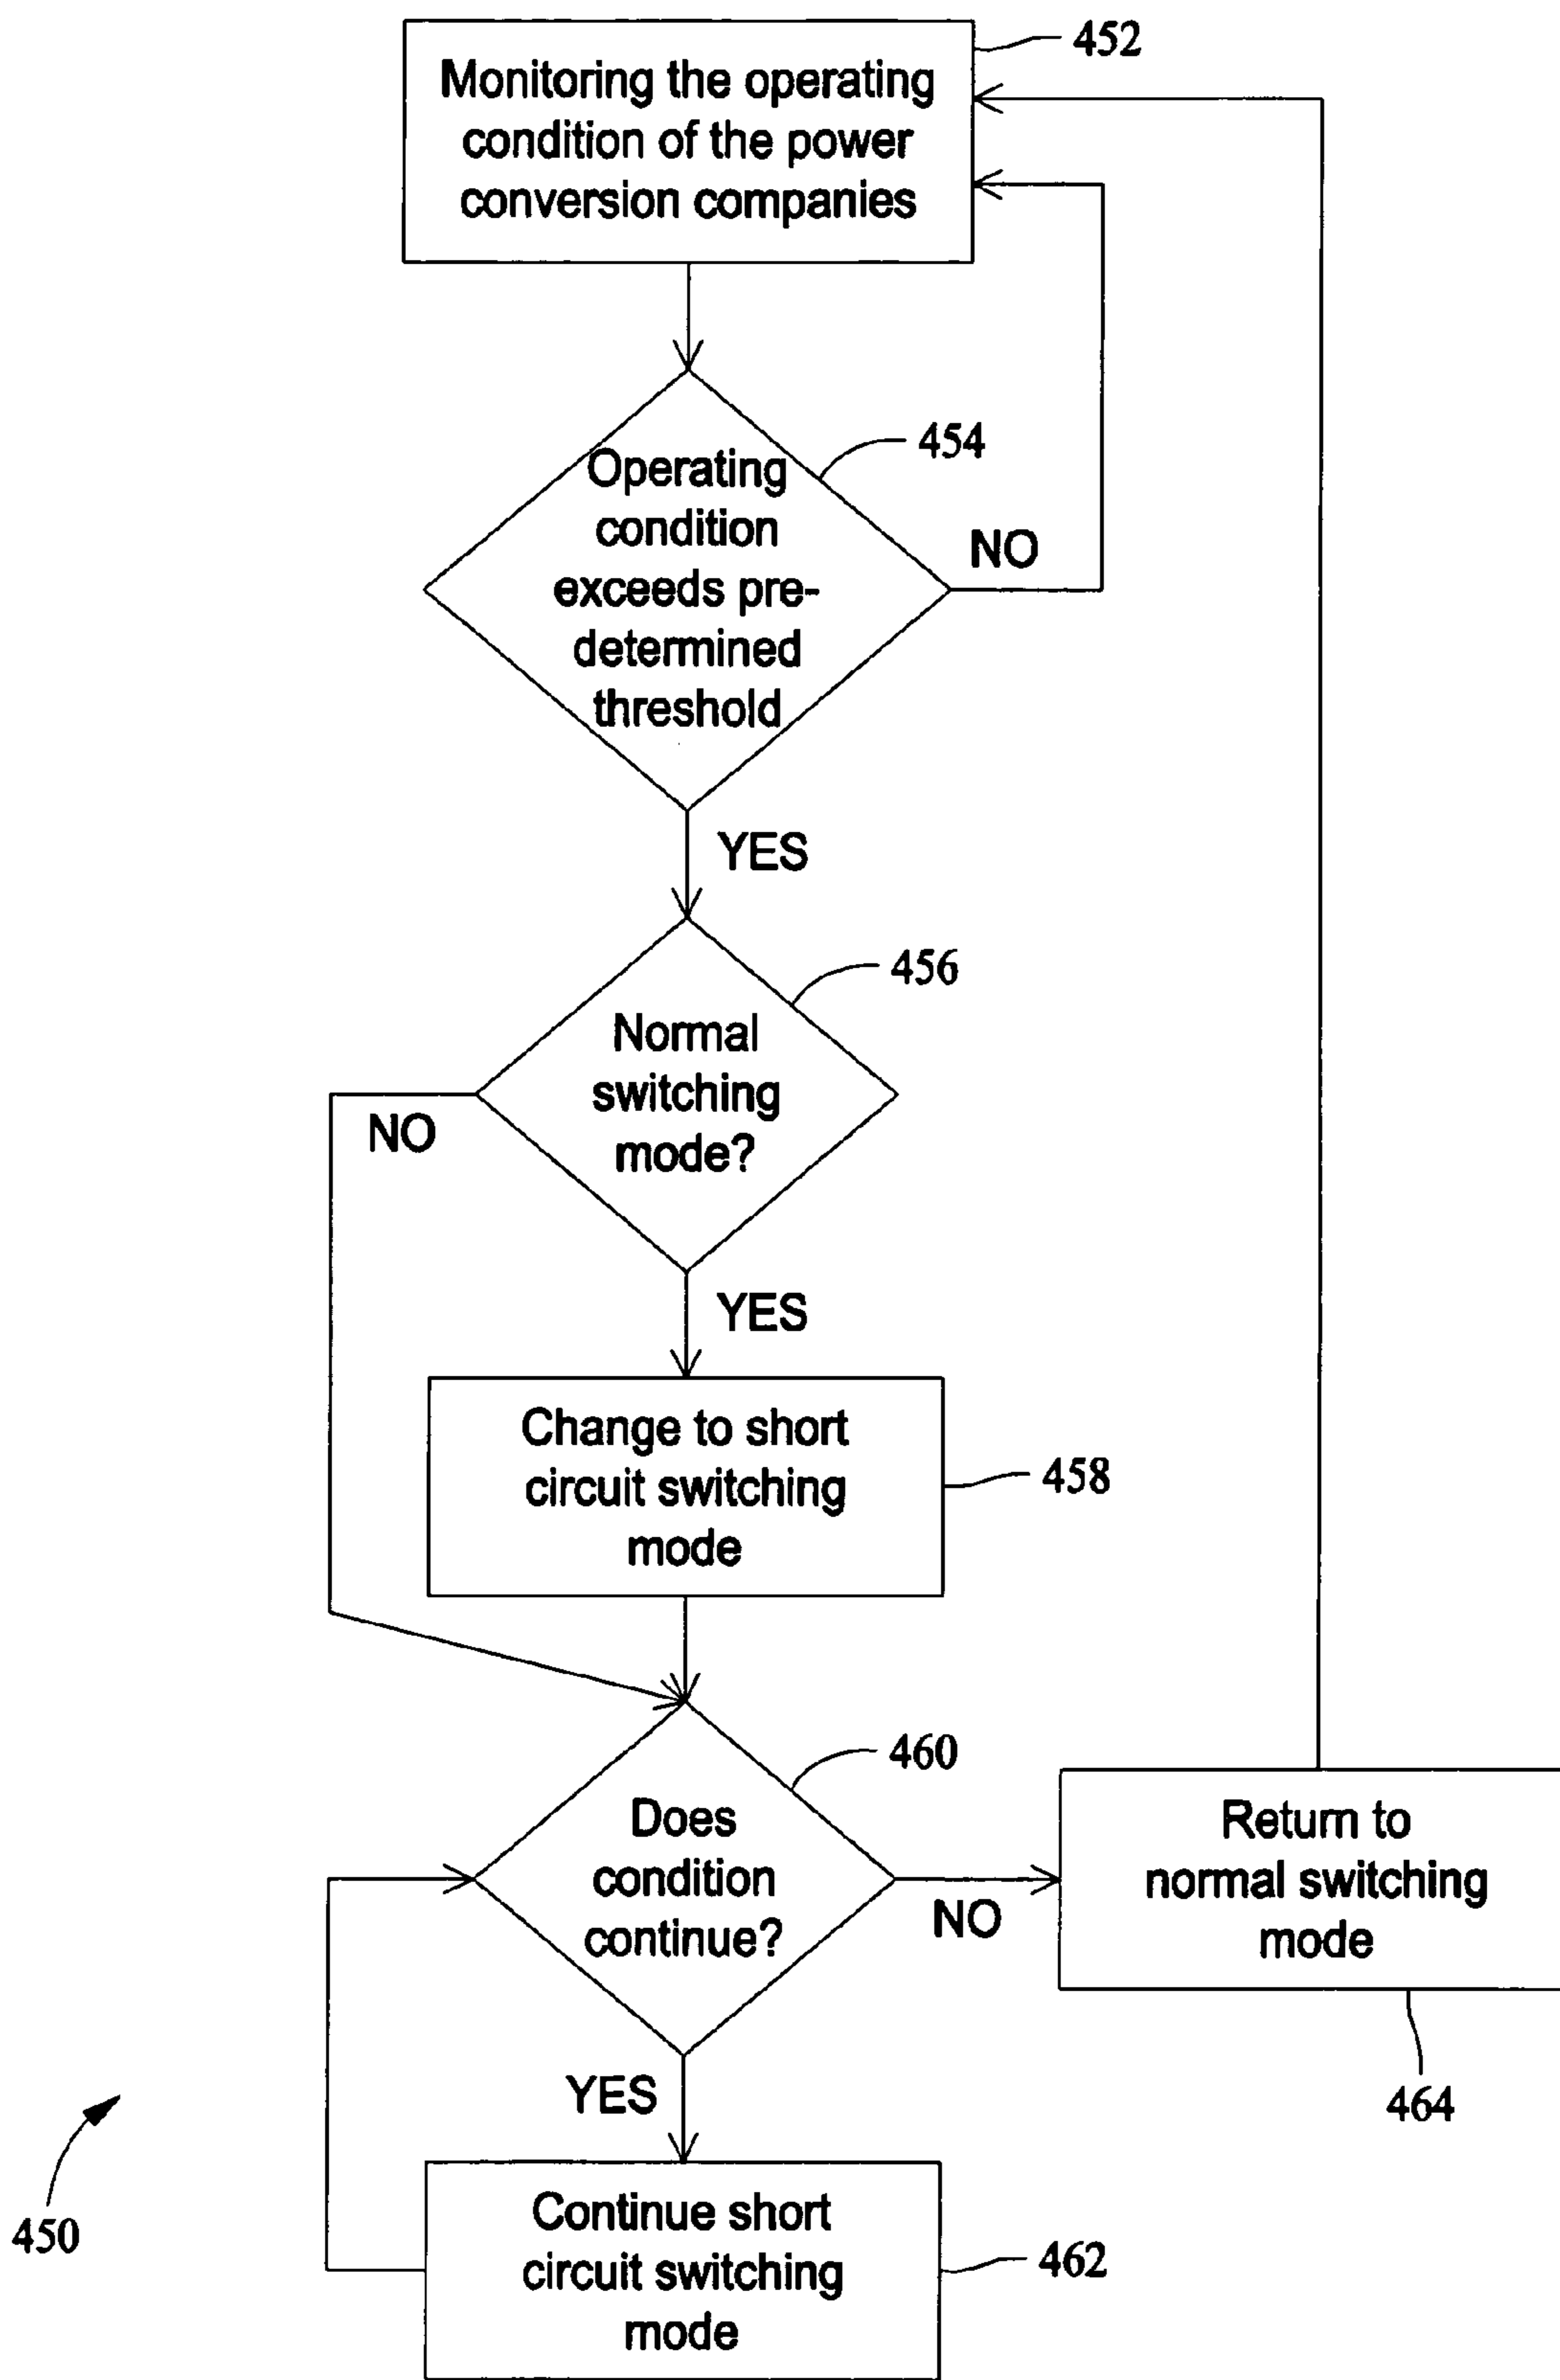 452
Monitoring the operating
condition of the power
conversion companies
454
Operating
condition
exceeds pre-
determined
threshold
NO
YES
456
Normal
switching
mode?
NO
YES
Change to short
circuit switching
mode
458
460
Does
condition
continue?
NO
Return to
normal switching
mode
464
YES
Continue short
circuit switching
mode
462
450